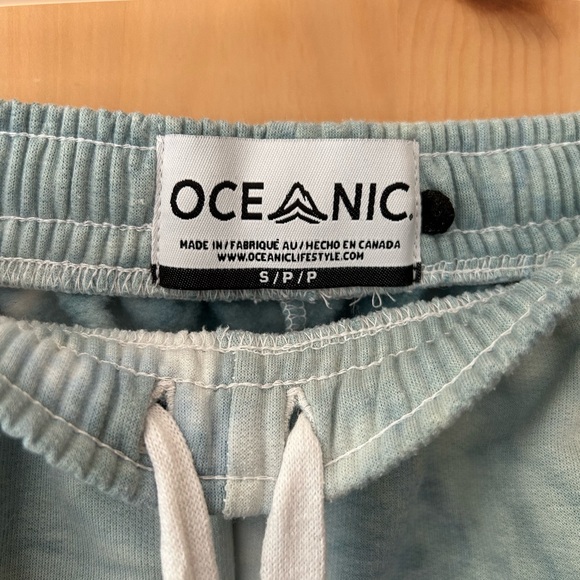 OCEANIC.
MADE IN/FABRIQUÉ AU/HECHO EN CANADA
WWW.OCEANICLIFESTYLE.COM
S/P/P